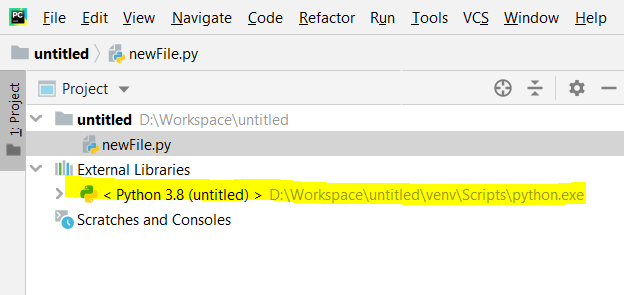 PC File Edit View Navigate Code Refactor Run Tools VCS Window Help
untitled newFile.py
1: Project
Project
untitled D:\Workspace\untitled
newFile.py
External Libraries
< Python 3.8 (untitled) > D:\Workspace\untitled\venv\Scripts\python.exe
Scratches and Consoles